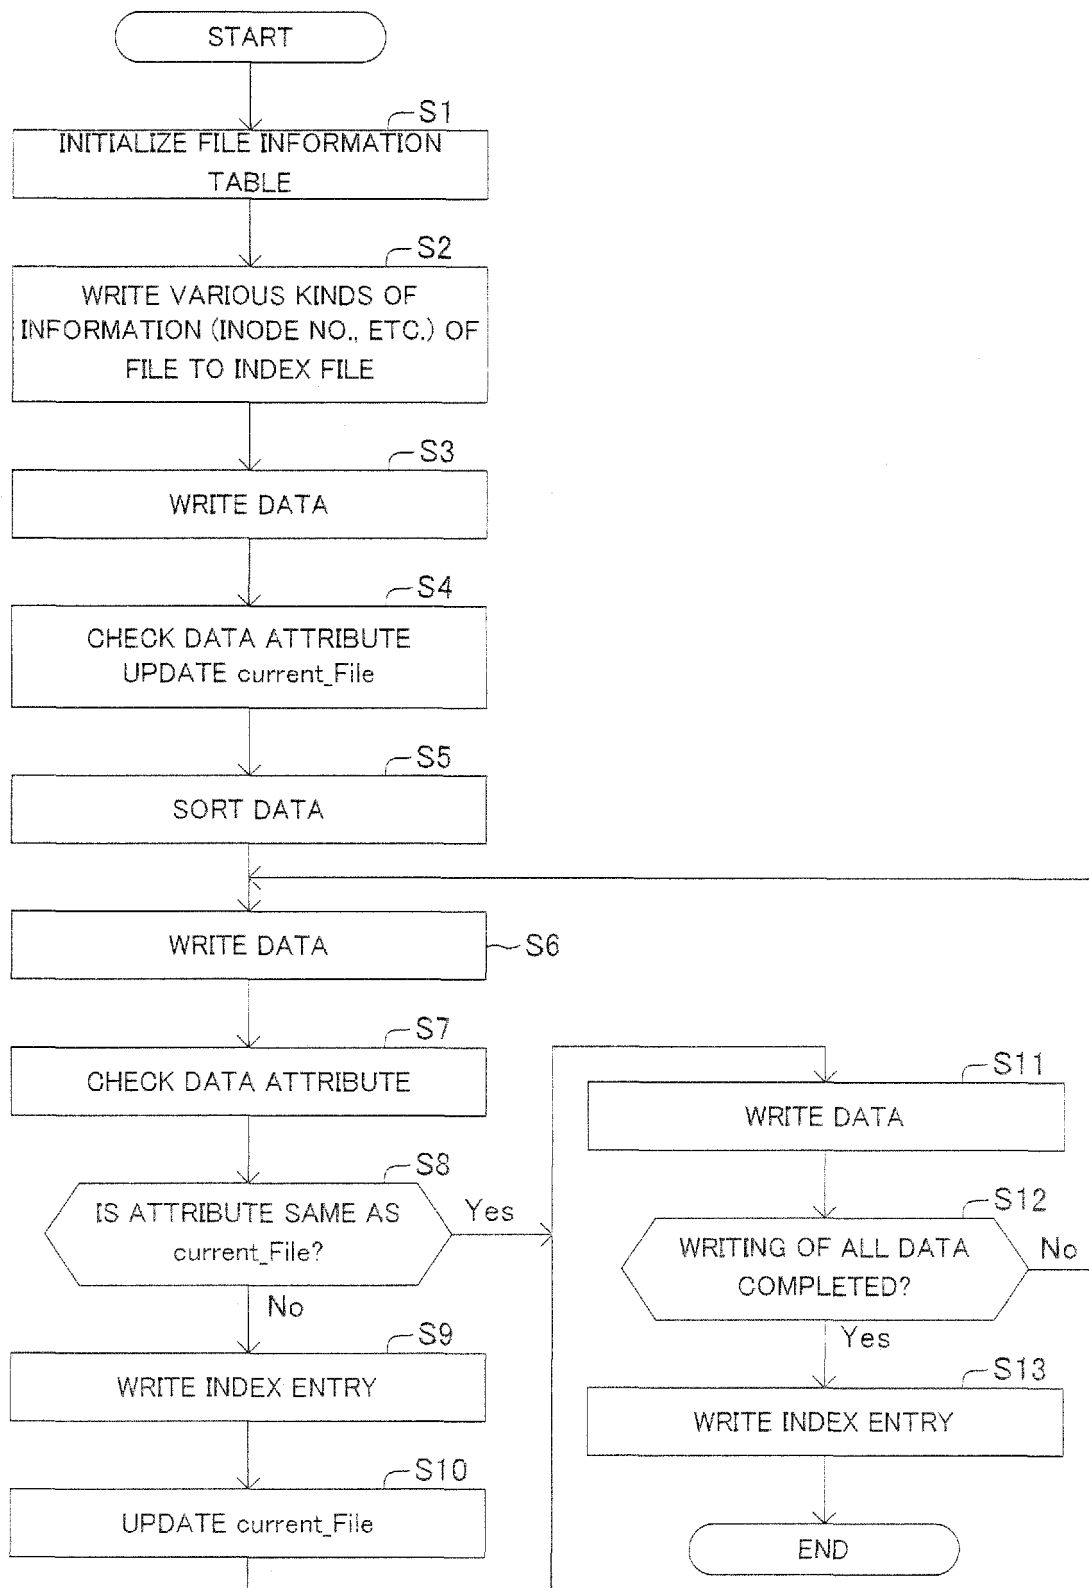 START
S1
INITIALIZE FILE INFORMATION
TABLE
S2
WRITE VARIOUS KINDS OF
INFORMATION (INODE NO., ETC.) OF
FILE TO INDEX FILE
S3
WRITE DATA
S4
CHECK DATA ATTRIBUTE
UPDATE current_File
S5
SORT DATA
WRITE DATA
S6
S7
CHECK DATA ATTRIBUTE
S8
IS ATTRIBUTE SAME AS
current_File?
Yes
No
S9
WRITE INDEX ENTRY
S10
UPDATE current_File
S11
WRITE DATA
S12
WRITING OF ALL DATA
COMPLETED?
No
Yes
S13
WRITE INDEX ENTRY
END